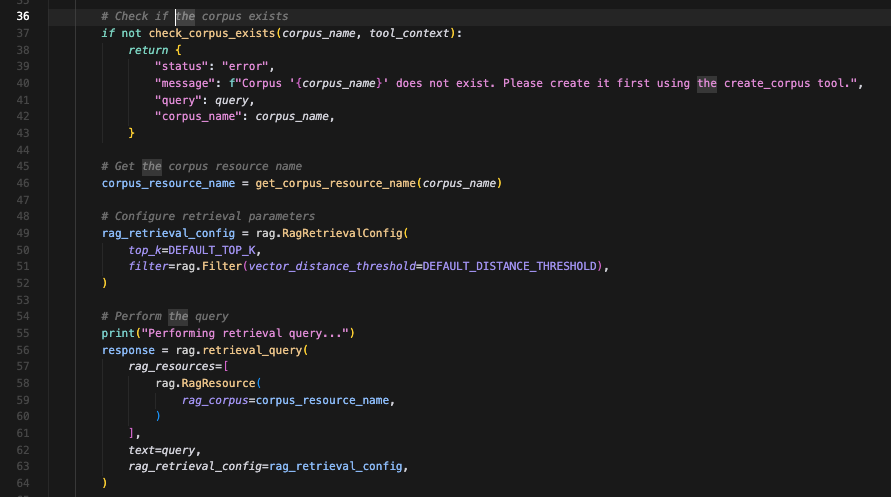 36 # Check if the corpus exists
37 if not check_corpus_exists(corpus_name, tool_context):
38 return {
39 "status": "error",
40 "message": f"Corpus '{corpus_name}' does not exist. Please create it first using the create_corpus tool.",
41 "query": query,
42 "corpus_name": corpus_name,
43 }
44
45 # Get the corpus resource name
46 corpus_resource_name = get_corpus_resource_name(corpus_name)
47
48 # Configure retrieval parameters
49 rag_retrieval_config = rag.RagRetrievalConfig(
50 top_k=DEFAULT_TOP_K,
51 filter=rag.Filter(vector_distance_threshold=DEFAULT_DISTANCE_THRESHOLD),
52 )
53
54 # Perform the query
55 print("Performing retrieval query...")
56 response = rag.retrieval_query(
57 rag_resources=[
58 rag.RagResource(
59 rag_corpus=corpus_resource_name,
60 )
61 ],
62 text=query,
63 rag_retrieval_config=rag_retrieval_config,
64 )